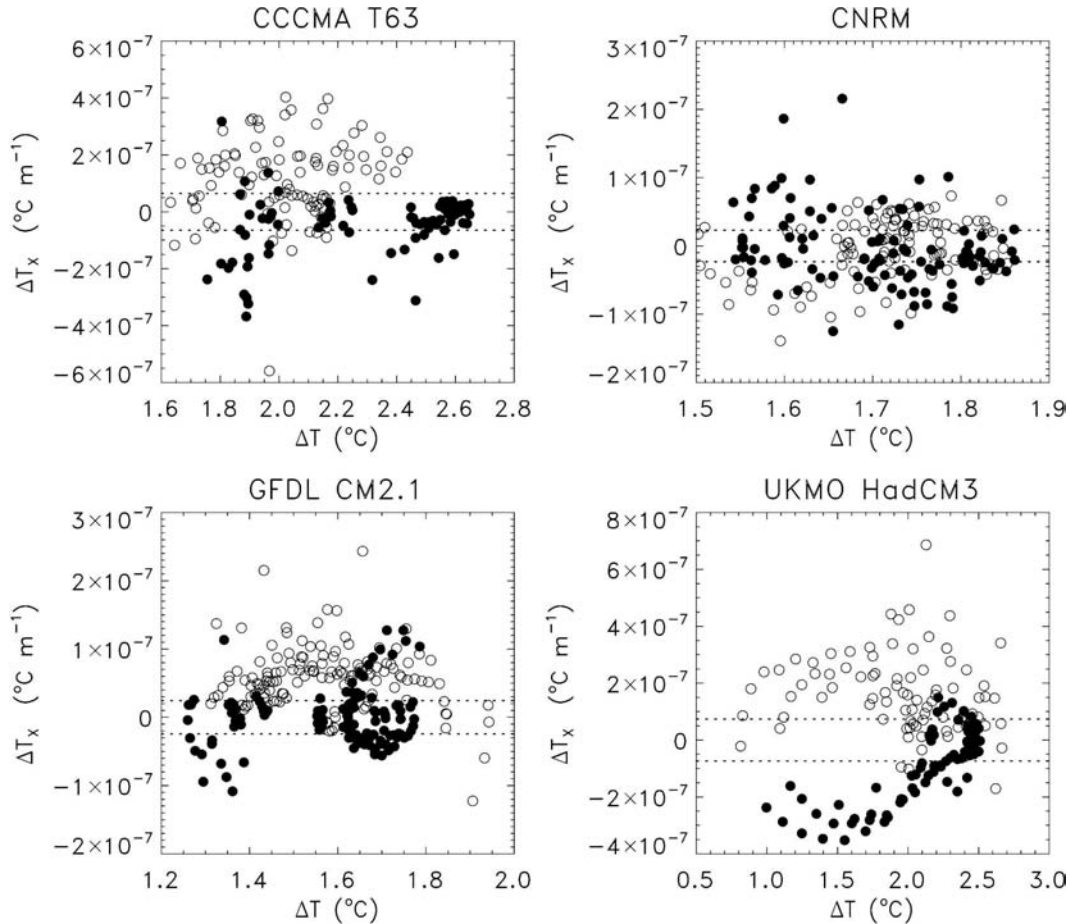 CCCMA T63
6×10⁻⁷
4×10⁻⁷
2×10⁻⁷
0
−2×10⁻⁷
−4×10⁻⁷
−6×10⁻⁷
ΔTₓ (°C m⁻¹)
1.6 1.8 2.0 2.2 2.4 2.6 2.8
ΔT (°C)
CNRM
3×10⁻⁷
2×10⁻⁷
1×10⁻⁷
0
−1×10⁻⁷
−2×10⁻⁷
ΔTₓ (°C m⁻¹)
1.5 1.6 1.7 1.8 1.9
ΔT (°C)
GFDL CM2.1
3×10⁻⁷
2×10⁻⁷
1×10⁻⁷
0
−1×10⁻⁷
−2×10⁻⁷
ΔTₓ (°C m⁻¹)
1.2 1.4 1.6 1.8 2.0
ΔT (°C)
UKMO HadCM3
8×10⁻⁷
6×10⁻⁷
4×10⁻⁷
2×10⁻⁷
0
−2×10⁻⁷
−4×10⁻⁷
ΔTₓ (°C m⁻¹)
0.5 1.0 1.5 2.0 2.5 3.0
ΔT (°C)